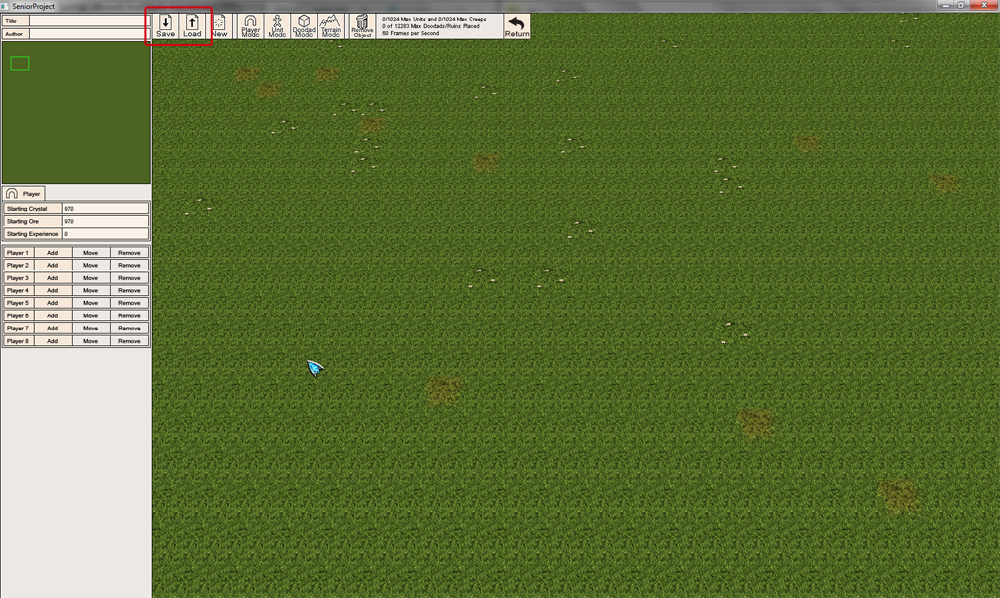 SeniorProject
Title
Author
Save Load New Player Mode Unit Mode Doodad Mode Terrain Mode Remove Object
0/1024 Max Units and 0/1024 Max Creeps
0 of 12283 Max Doodads/Ruins Placed
60 Frames per Second
Return
Player
Starting Crystal 970
Starting Ore 970
Starting Experience 0
Player 1 Add Move Remove
Player 2 Add Move Remove
Player 3 Add Move Remove
Player 4 Add Move Remove
Player 5 Add Move Remove
Player 6 Add Move Remove
Player 7 Add Move Remove
Player 8 Add Move Remove